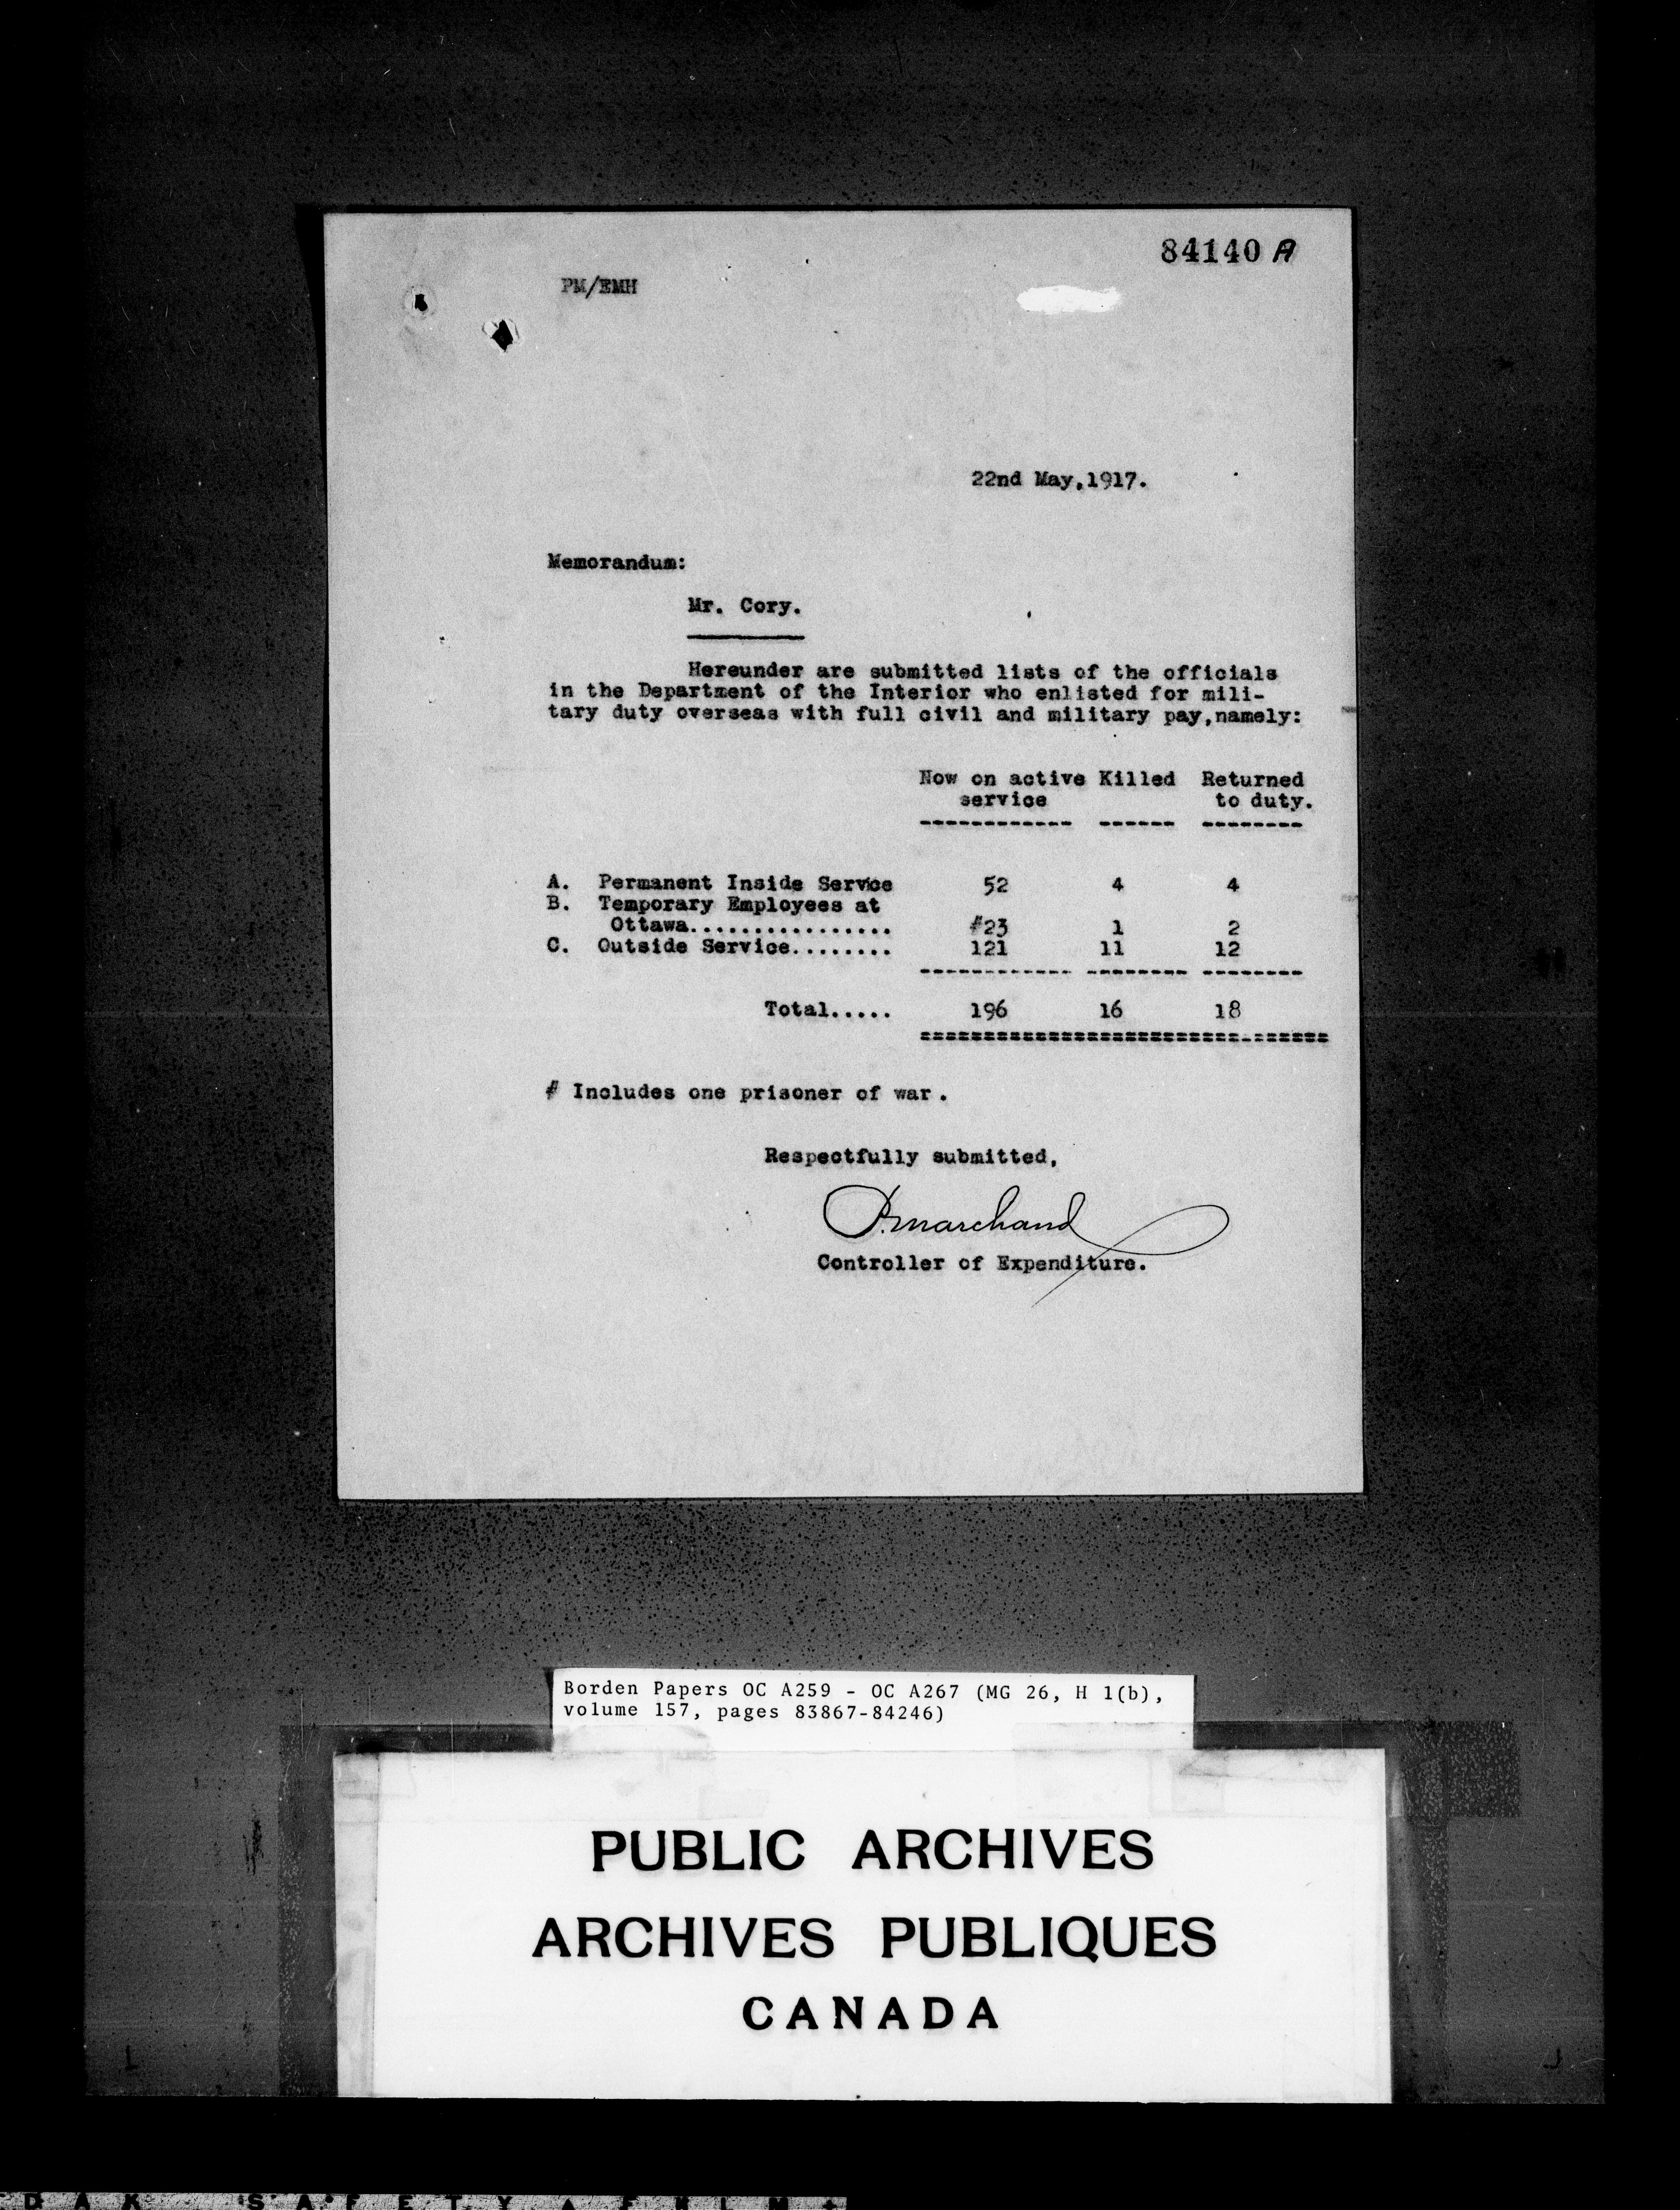 84140 A
PM/EMH
22nd May,1917.
Memorandum:
Mr. Cory.
Hereunder are submitted lists of the officials
in the Department of the Interior who enlisted for mili-
tary duty overseas with full civil and military pay,namely:
Now on active Killed Returned
service to duty.
A. Permanent Inside Service 52 4 4
B. Temporary Employees at
Ottawa................ #23 1 2
C. Outside Service........ 121 11 12
Total..... 196 16 18
# Includes one prisoner of war.
Respectfully submitted,
P. Marchand
Controller of Expenditure.
Borden Papers OC A259 - OC A267 (MG 26, H 1(b),
volume 157, pages 83867-84246)
PUBLIC ARCHIVES
ARCHIVES PUBLIQUES
CANADA
DAK SAFETY FILM